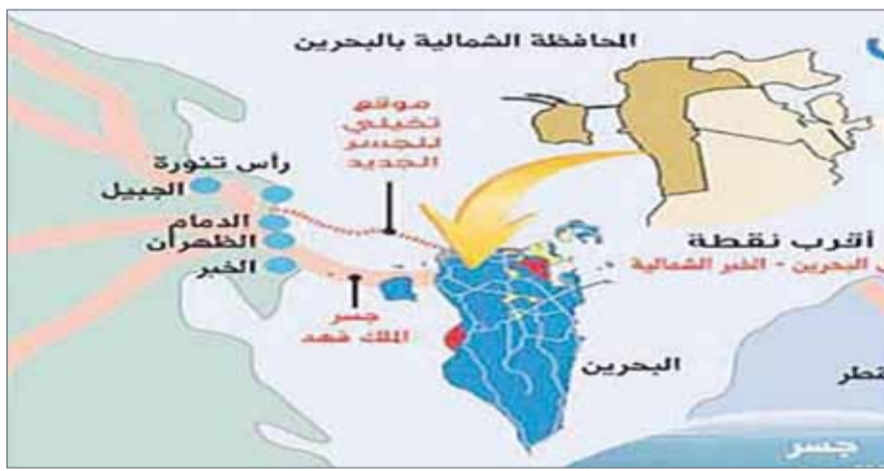 المحافظة الشمالية بالبحرين
موقع
تخيلي
للجسر
الجديد
رأس تنورة
الجبيل
الدمام
الظهران
الخبر
أقرب نقطة
البحرين - الخبر الشمالية
جسر
الملك فهد
البحرين
قطر
جسر